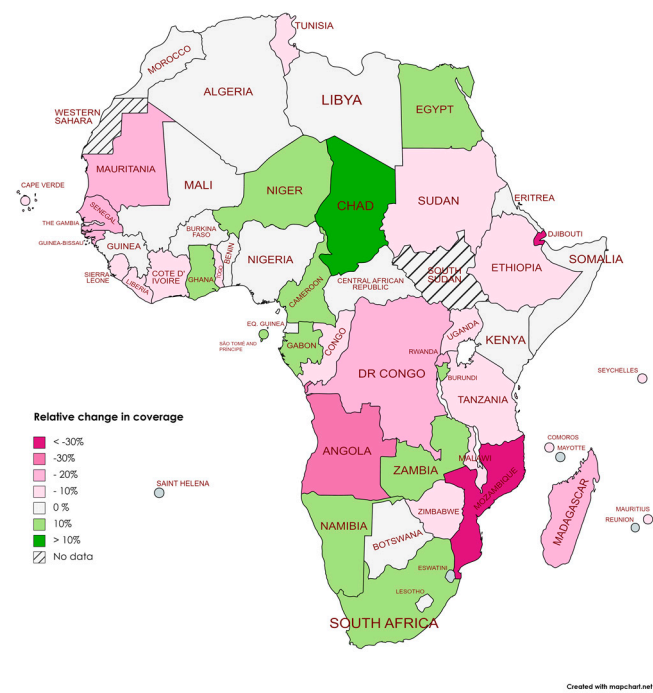 TUNISIA
MOROCCO
ALGERIA
LIBYA
EGYPT
WESTERN
SAHARA
MAURITANIA
MALI
NIGER
CHAD
SUDAN
ERITREA
CAPE VERDE
SENEGAL
THE GAMBIA
GUINEA-BISSAU
GUINEA
BURKINA
FASO
BENIN
TOGO
NIGERIA
DJIBOUTI
SOMALIA
ETHIOPIA
SOUTH
SUDAN
SIERRA
LEONE
LIBERIA
COTE D'
IVOIRE
GHANA
CAMEROON
CENTRAL AFRICAN
REPUBLIC
EQ. GUINEA
SÃO TOMÉ AND
PRÍNCIPE
GABON
CONGO
UGANDA
KENYA
RWANDA
DR CONGO
BURUNDI
TANZANIA
SEYCHELLES
Relative change in coverage
< -30%
-30%
- 20%
- 10%
0 %
10%
> 10%
No data
ANGOLA
MALAWI
COMOROS
MAYOTTE
ZAMBIA
MOZAMBIQUE
SAINT HELENA
MADAGASCAR
MAURITIUS
REUNION
ZIMBABWE
NAMIBIA
BOTSWANA
ESWATINI
LESOTHO
SOUTH AFRICA
Created with mapchart.net